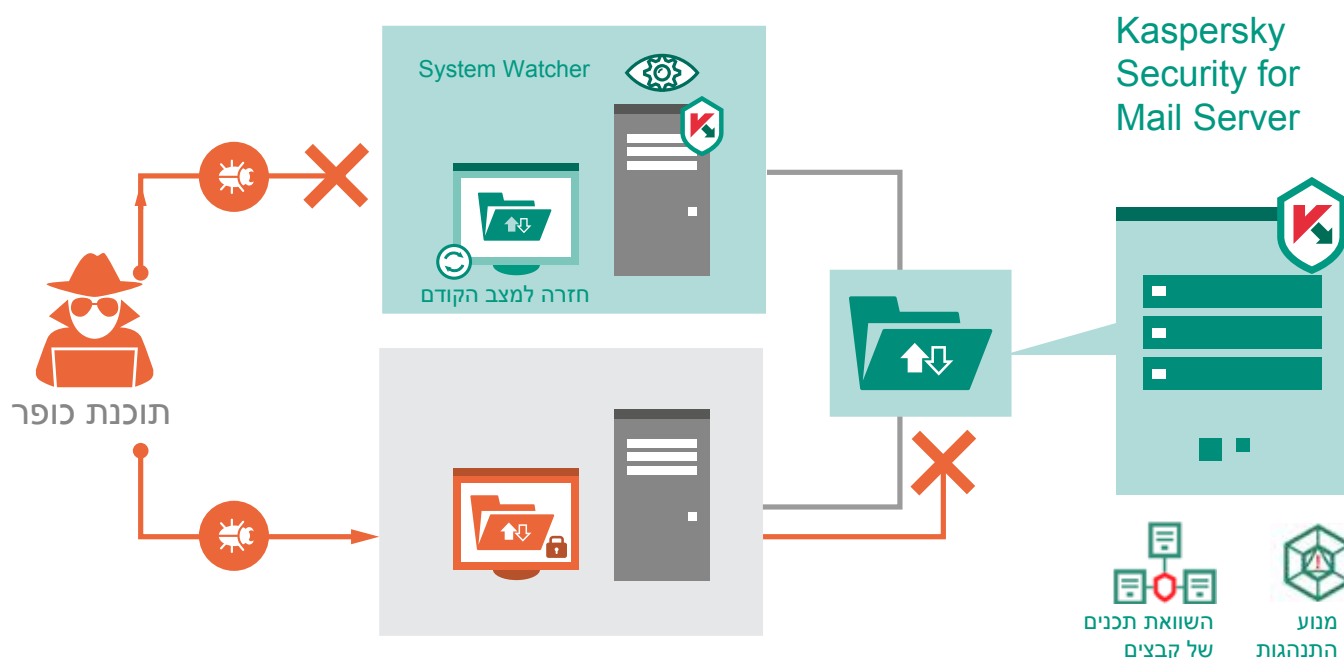 Kaspersky
Security for
Mail Server
System Watcher
חזרה למצב הקודם
תוכנת כופר
השוואת תכנים
של קבצים
מנוע
התנהגות